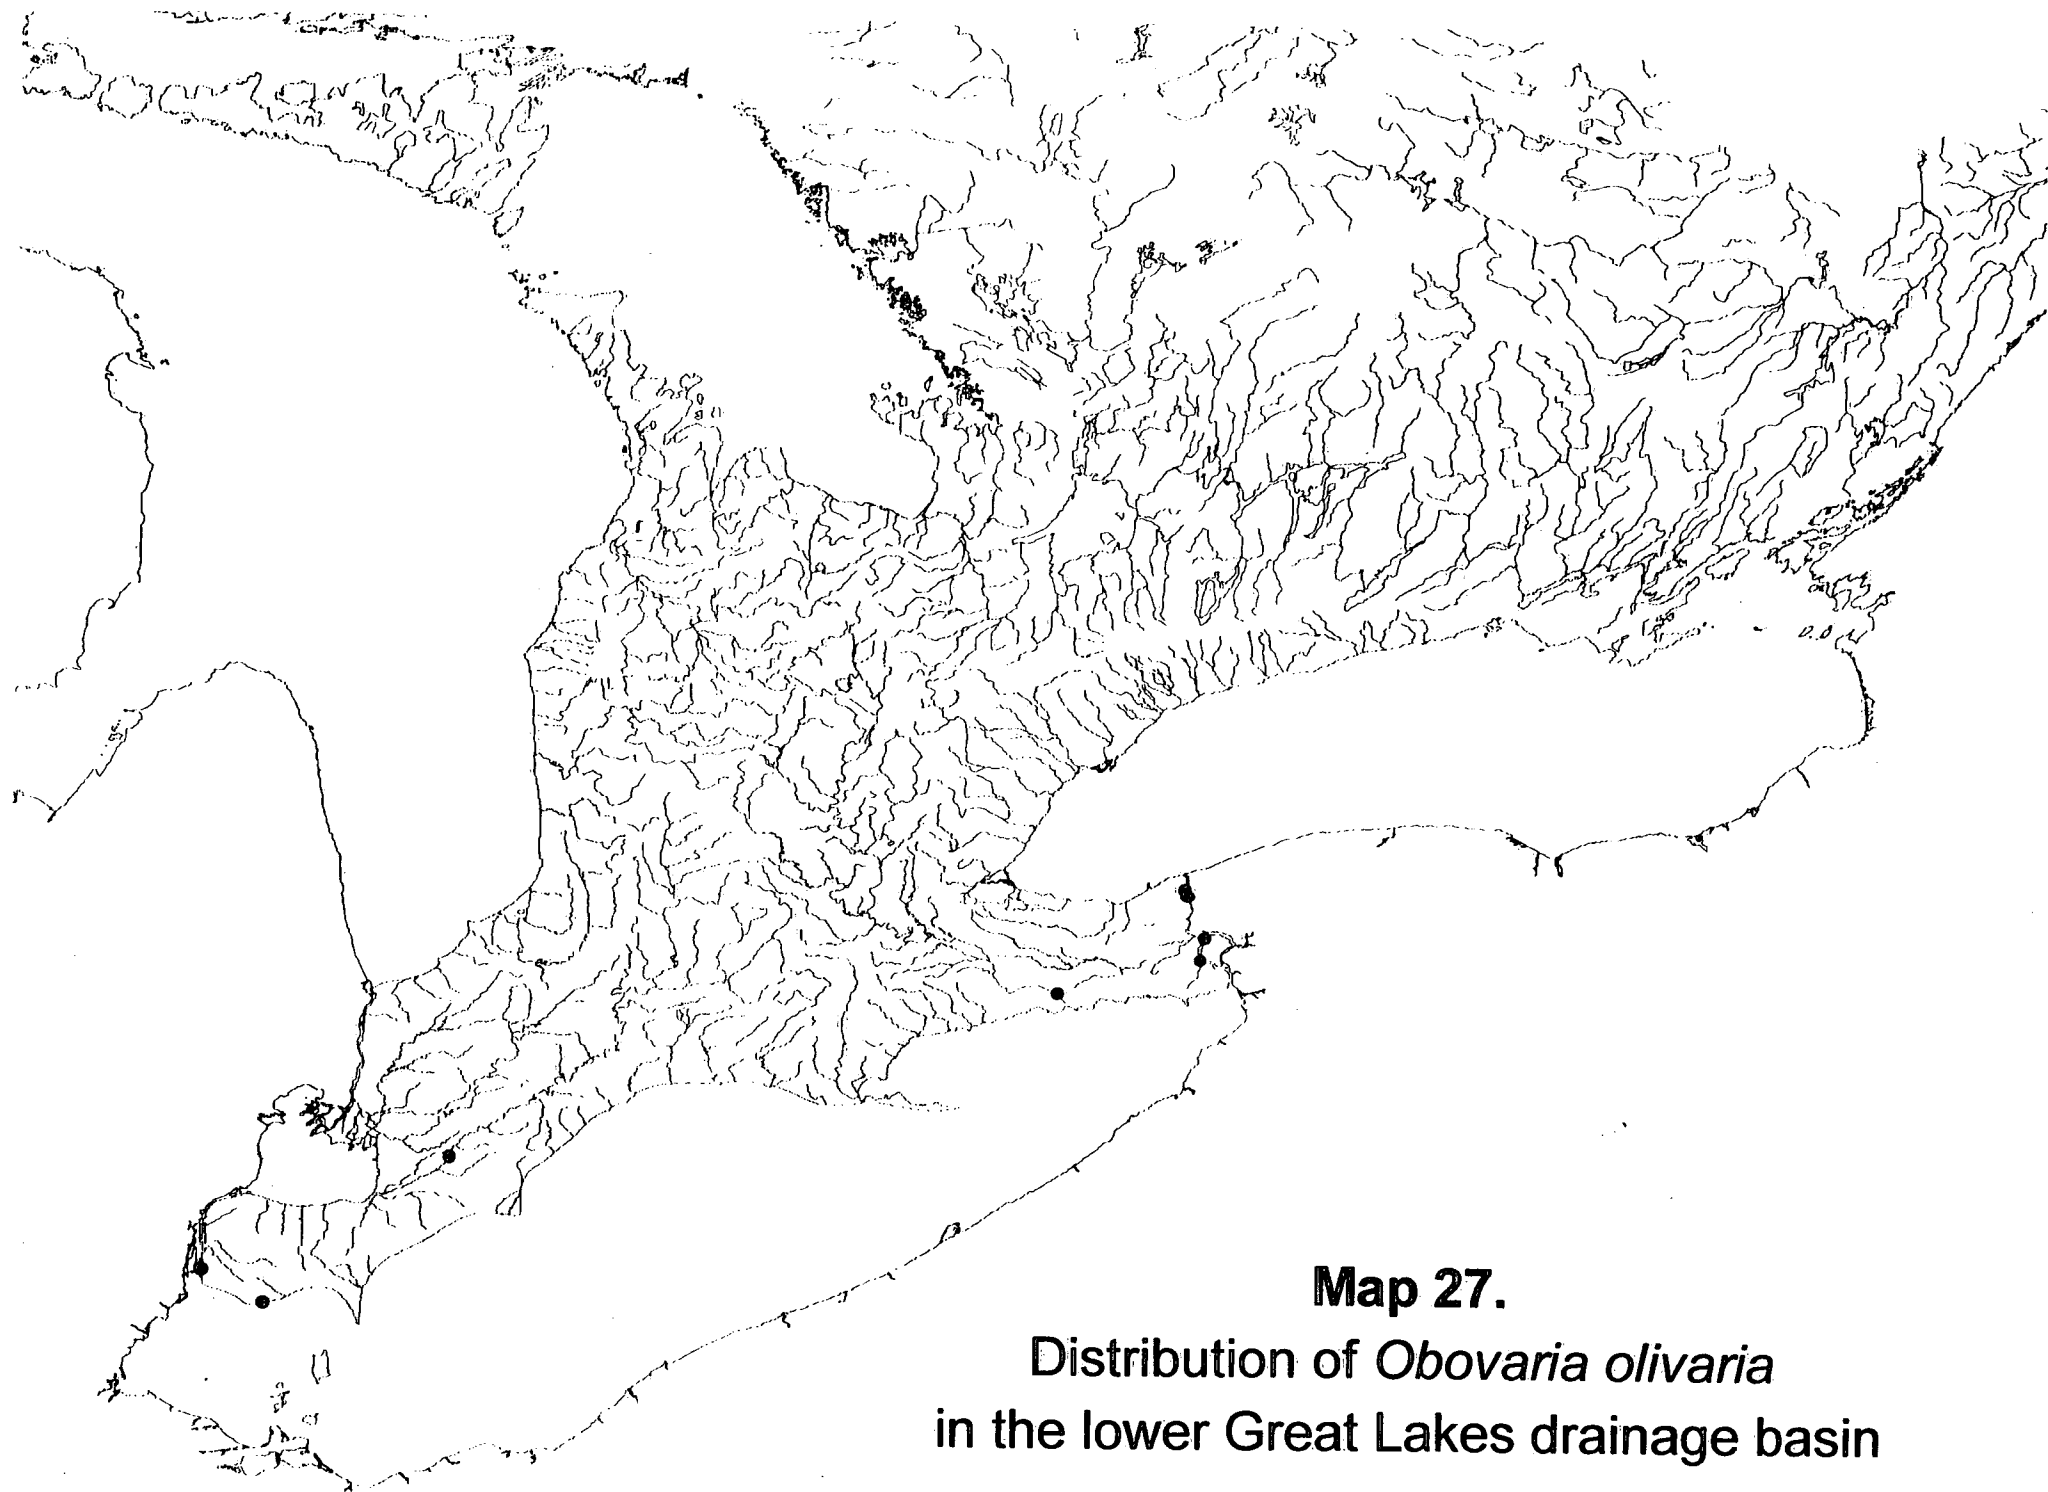 Map 27.
Distribution of Obovaria olivaria
in the lower Great Lakes drainage basin